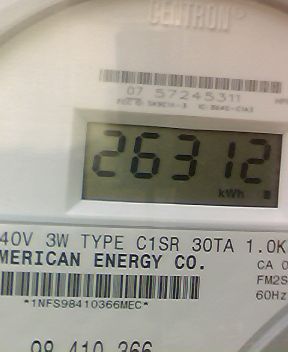 CENTRON®
07 57245311
26312
kWh
40V 3W TYPE C1SR 30TA 1.0K
MERICAN ENERGY CO.
CA 0
FM2S
60Hz
*1NFS98410366MEC*
98 410 366